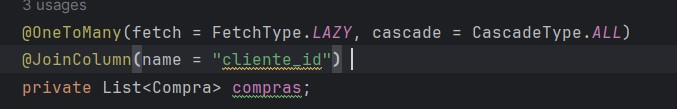 3 usages
@OneToMany(fetch = FetchType.LAZY, cascade = CascadeType.ALL)
@JoinColumn(name = "cliente_id")
private List<Compra> compras;